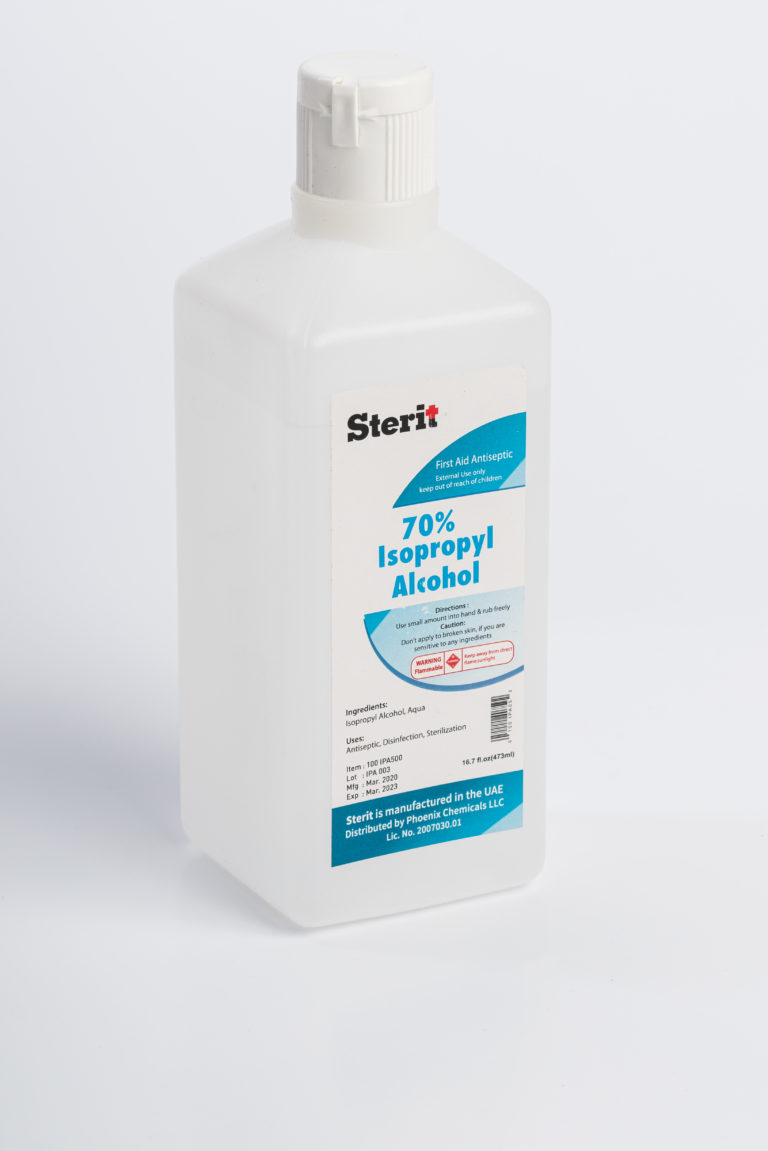 Sterit
First Aid Antiseptic
External Use only
keep out of reach of children
70%
Isopropyl
Alcohol
Directions :
Use small amount into hand & rub freely
Caution:
Don't apply to broken skin, if you are
sensitive to any ingredients
WARNING
Flammable
Keep away from direct
flame/sunlight
Ingredients:
Isopropyl Alcohol, Aqua
Uses:
Antiseptic, Disinfection, Sterilization
Item : 100 IPA500
Lot : IPA 003
Mfg : Mar. 2020
Exp : Mar. 2023
16.7 fl.oz(473ml)
Sterit is manufactured in the UAE
Distributed by Phoenix Chemicals LLC
Lic. No. 2007030.01